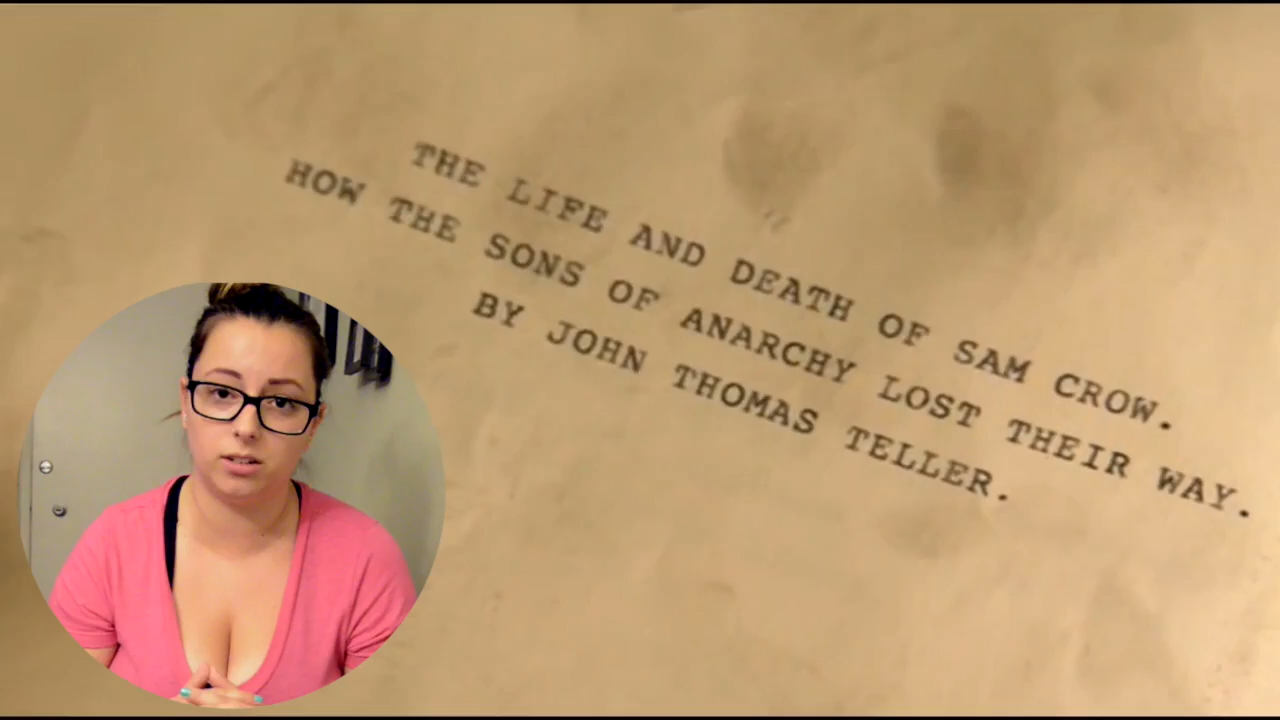 THE LIFE AND DEATH OF SAM CROW.
HOW THE SONS OF ANARCHY LOST THEIR WAY.
BY JOHN THOMAS TELLER.